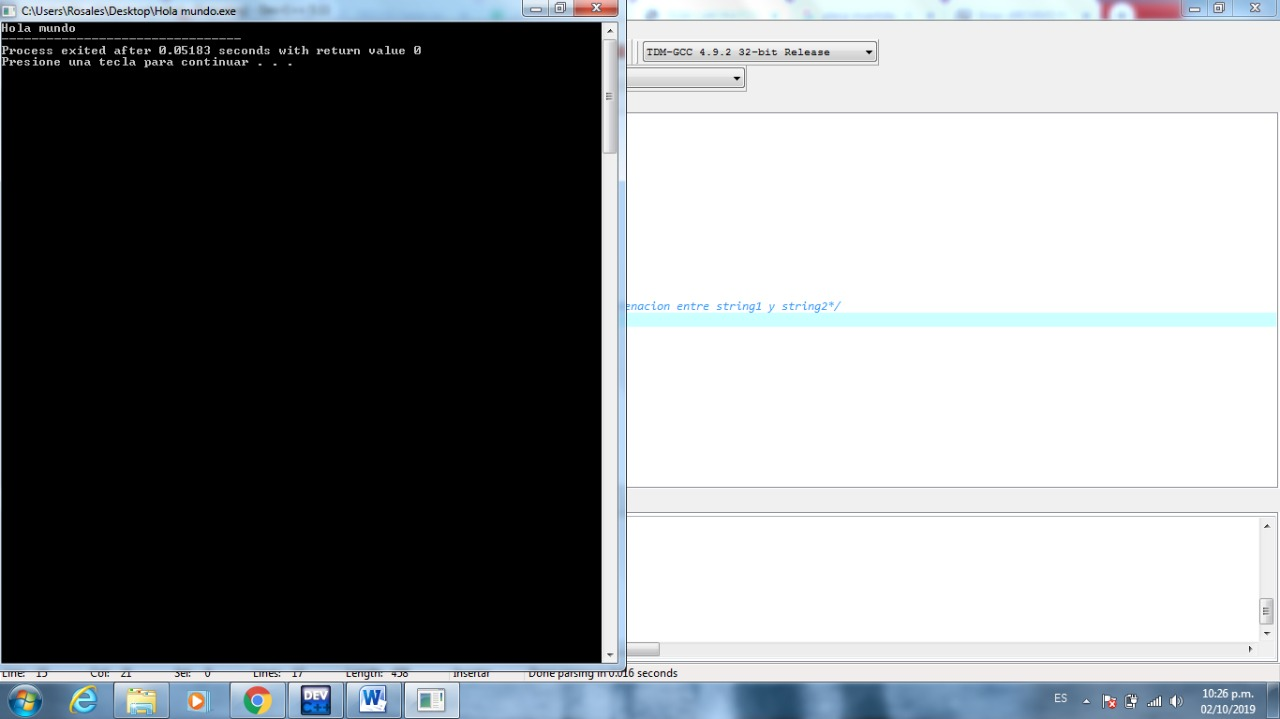 C:\Users\Rosales\Desktop\Hola mundo.exe
Hola mundo
--------------------------------
Process exited after 0.05183 seconds with return value 0
Presione una tecla para continuar . . .
TDM-GCC 4.9.2 32-bit Release
enacion entre string1 y string2*/
Line: 15 Col: 21 Sel: 0 Lines: 17 Length: 438 Insertar Done parsing in 0.016 seconds
DEV
W
ES
10:26 p.m.
02/10/2019